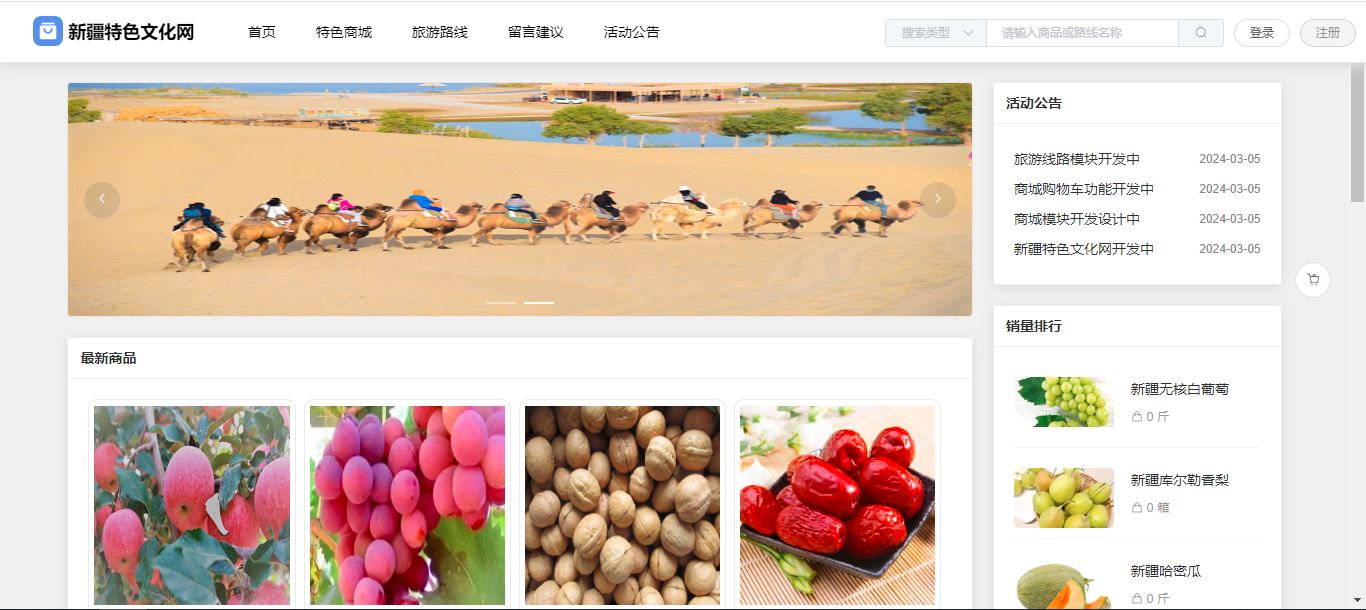 新疆特色文化网 首页 特色商城 旅游路线 留言建议 活动公告 搜索类型 请输入商品或路线名称 登录 注册
活动公告
旅游线路模块开发中 2024-03-05
商城购物车功能开发中 2024-03-05
商城模块开发设计中 2024-03-05
新疆特色文化网开发中 2024-03-05
销量排行
新疆无核白葡萄
0 斤
新疆库尔勒香梨
0 箱
新疆哈密瓜
0 斤
最新商品